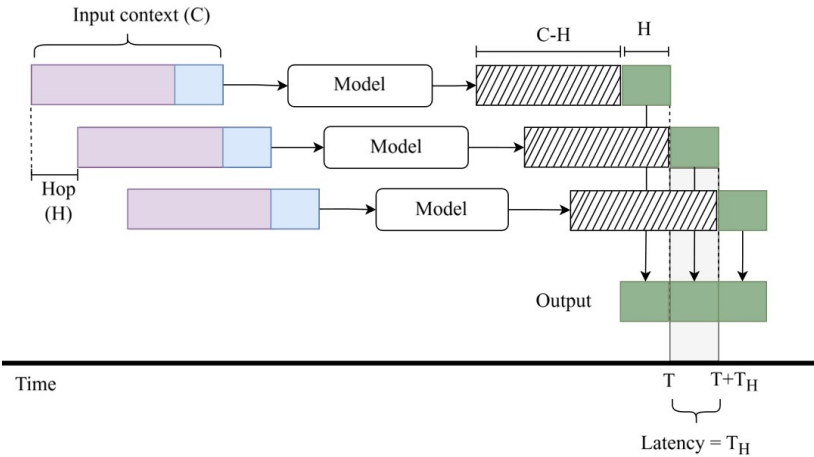 Input context (C)
C-H
H
Model
Model
Hop
(H)
Model
Output
Time
T
T+T_H
Latency = T_H